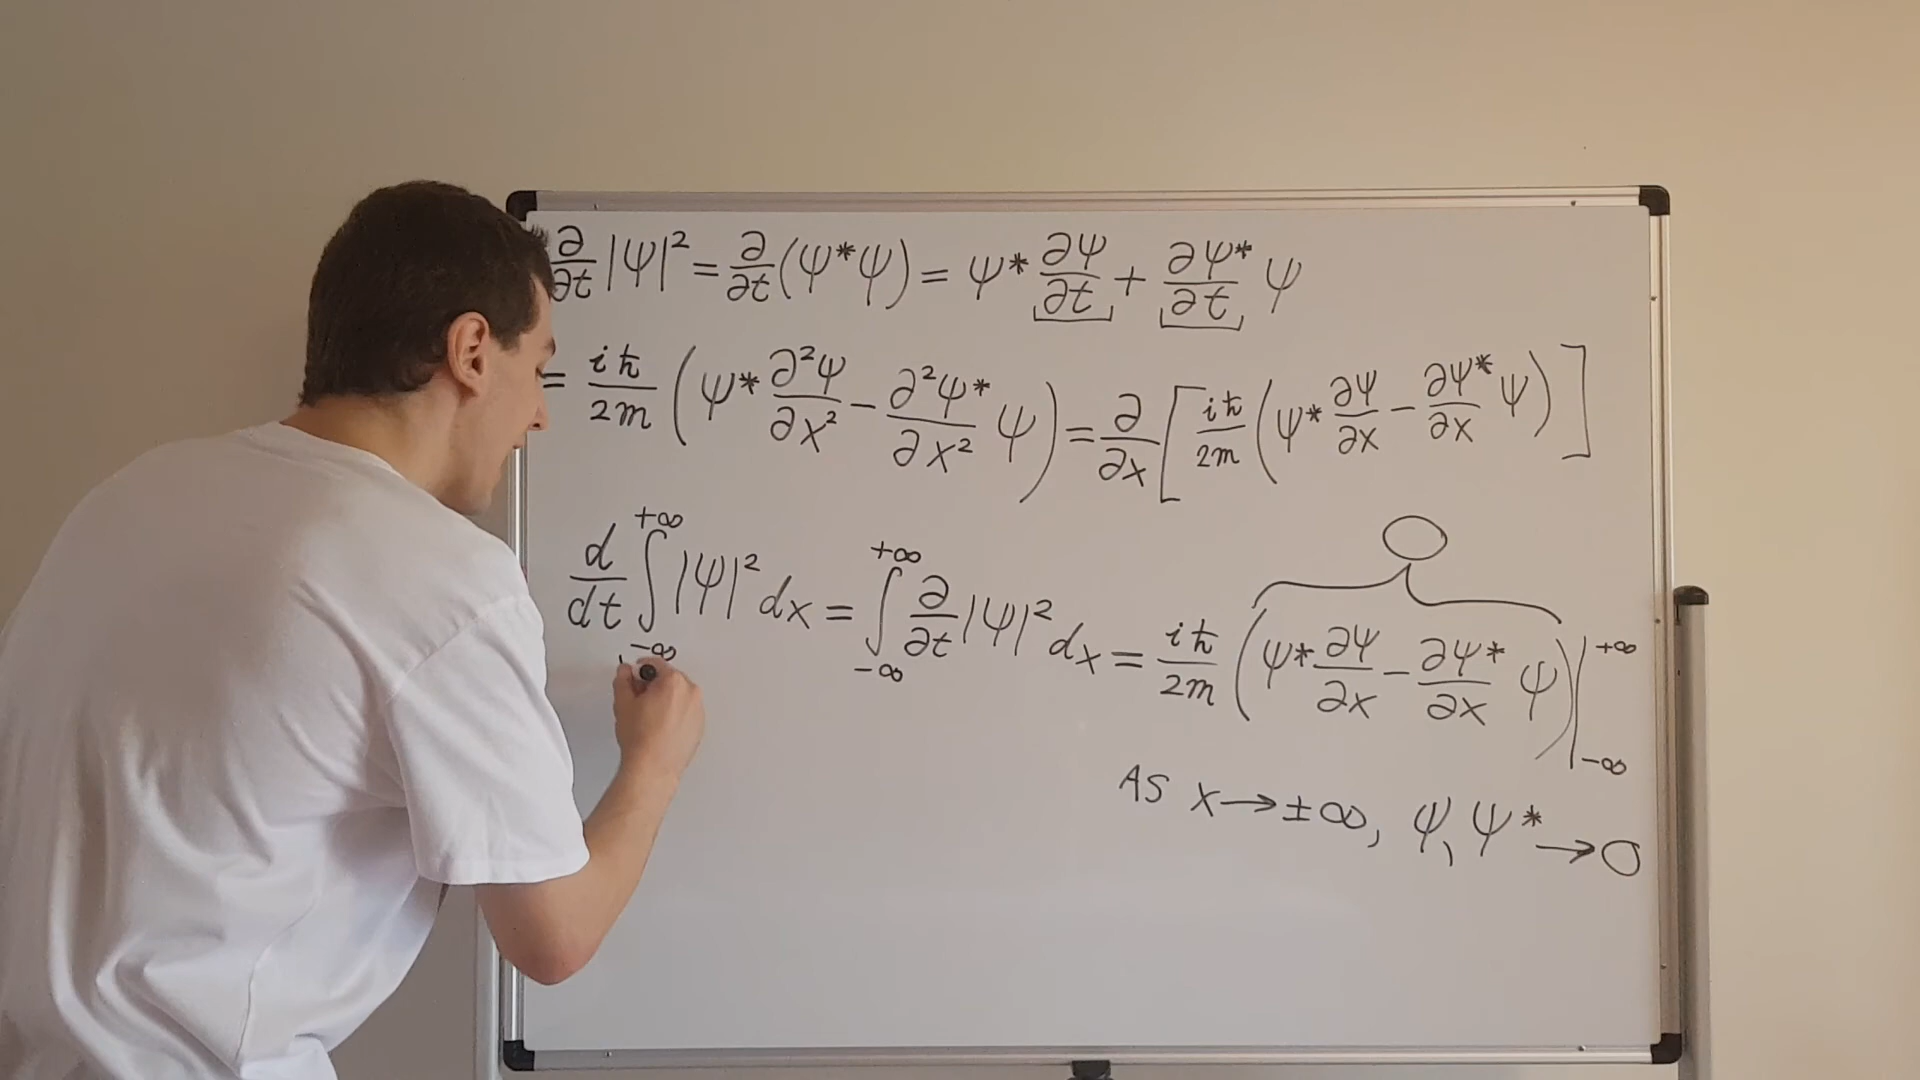 ∂/∂t |ψ|² = ∂/∂t (ψ*ψ) = ψ* ∂ψ/∂t + ∂ψ*/∂t ψ
= iħ/2m (ψ* ∂²ψ/∂x² − ∂²ψ*/∂x² ψ) = ∂/∂x [iħ/2m (ψ* ∂ψ/∂x − ∂ψ*/∂x ψ)]
0
d/dt ∫_{-∞}^{+∞} |ψ|² dx = ∫_{-∞}^{+∞} ∂/∂t |ψ|² dx = iħ/2m (ψ* ∂ψ/∂x − ∂ψ*/∂x ψ) |_{-∞}^{+∞}
AS x → ±∞, ψ, ψ* → 0